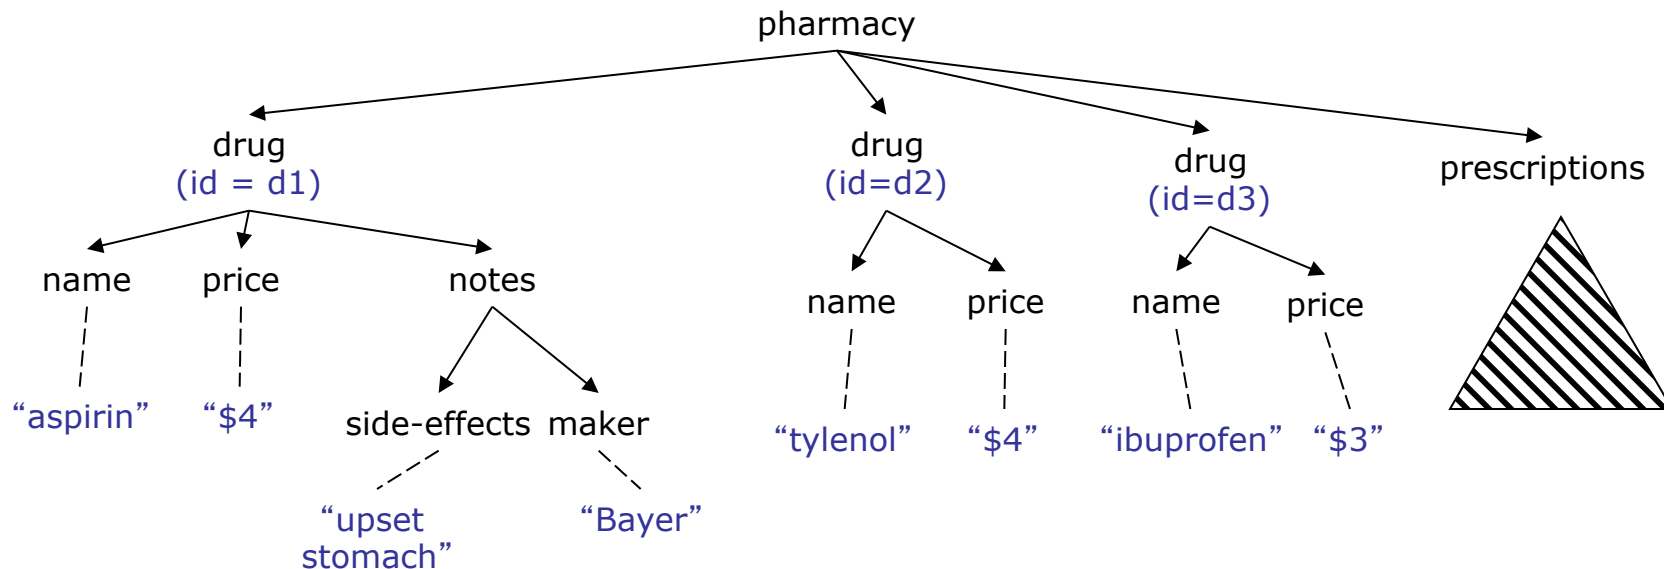 pharmacy
drug
(id = d1)
drug
(id=d2)
drug
(id=d3)
prescriptions
name
price
notes
name
price
name
price
“aspirin”
“$4”
side-effects
maker
“tylenol”
“$4”
“ibuprofen”
“$3”
“upset
stomach”
“Bayer”